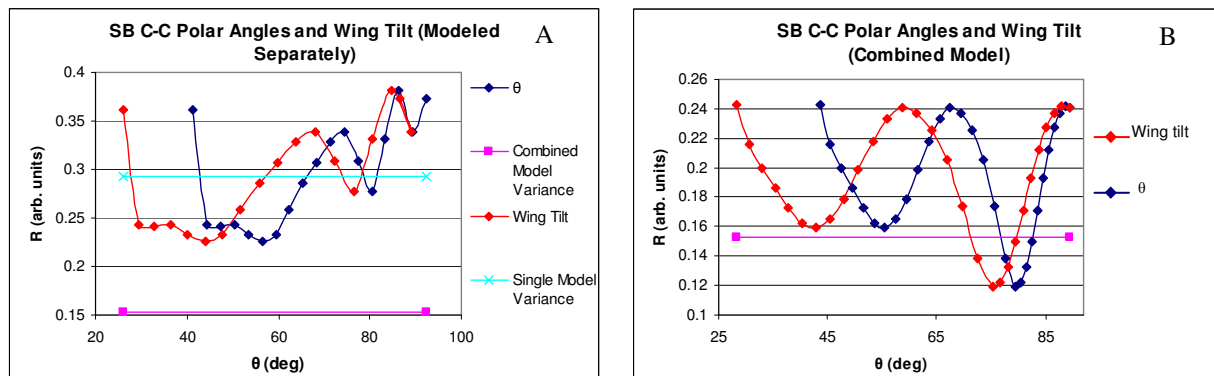 SB C-C Polar Angles and Wing Tilt (Modeled
Separately)
A
R (arb. units)
0.4
0.35
0.3
0.25
0.2
0.15
20
40
60
80
100
θ (deg)
θ
Combined
Model
Variance
Wing Tilt
Single Model
Variance
SB C-C Polar Angles and Wing Tilt
(Combined Model)
B
R (arb. units)
0.26
0.24
0.22
0.2
0.18
0.16
0.14
0.12
0.1
25
45
65
85
θ (deg)
Wing tilt
θ